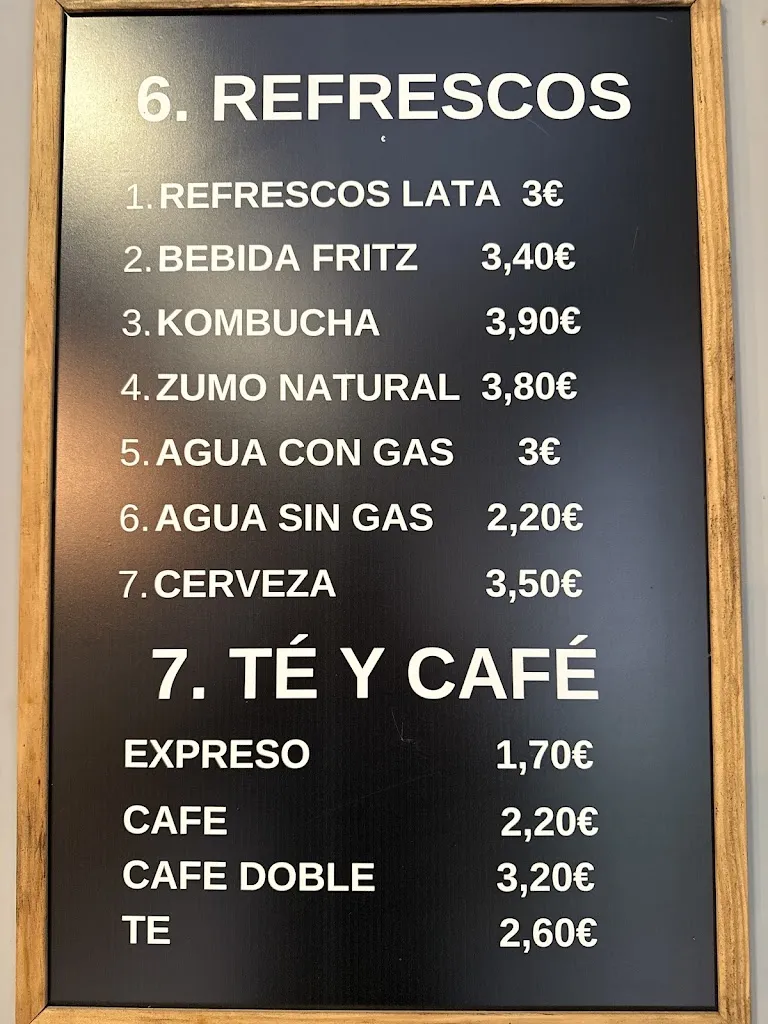 6. REFRESCOS
€
1. REFRESCOS LATA 3€
2. BEBIDA FRITZ 3,40€
3. KOMBUCHA 3,90€
4. ZUMO NATURAL 3,80€
5. AGUA CON GAS 3€
6. AGUA SIN GAS 2,20€
7. CERVEZA 3,50€
7. TÉ Y CAFÉ
EXPRESO 1,70€
CAFE 2,20€
CAFE DOBLE 3,20€
TE 2,60€